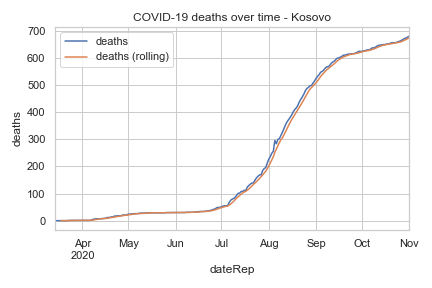 COVID-19 deaths over time - Kosovo
deaths
deaths (rolling)
deaths
700
600
500
400
300
200
100
0
Apr
2020
May
Jun
Jul
Aug
Sep
Oct
Nov
dateRep